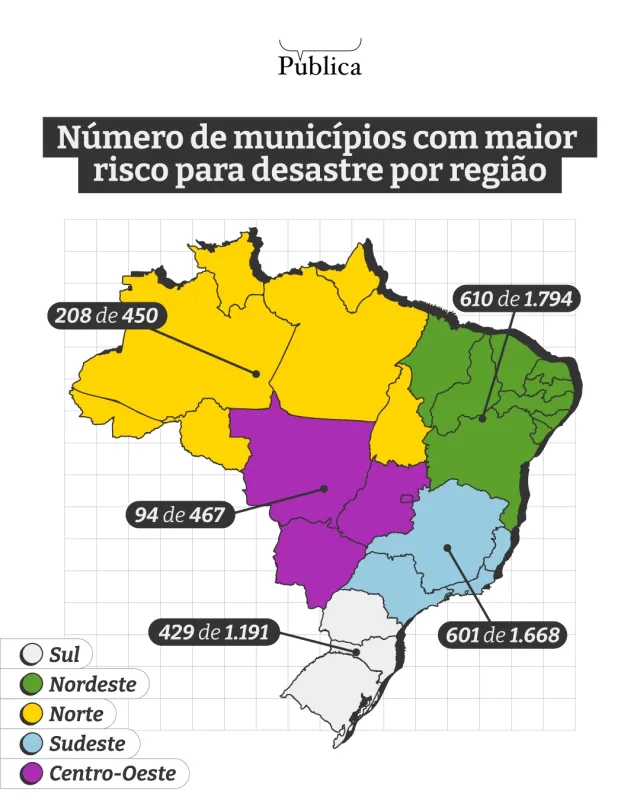 Pública
Número de municípios com maior
risco para desastre por região
610 de 1.794
208 de 450
94 de 467
429 de 1.191
601 de 1.668
Sul
Nordeste
Norte
Sudeste
Centro-Oeste